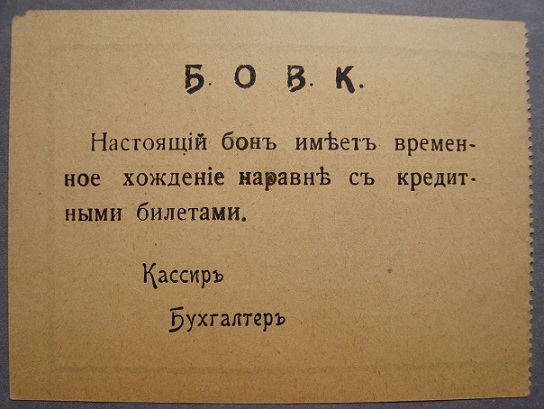 Б. О. В. К.
Настоящій бонъ имѣетъ времен-
ное хожденіе наравнѣ съ кредит-
ными билетами.
Кассиръ
Бухгалтеръ